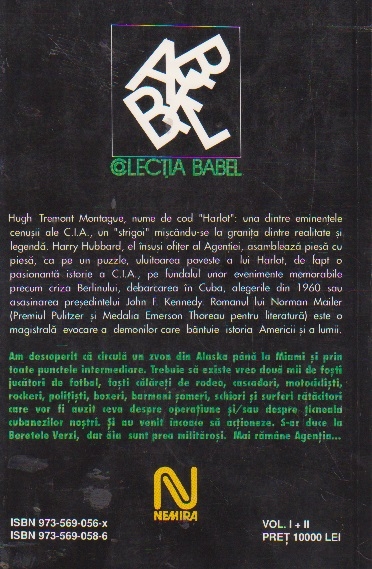 BABEL
COLECȚIA BABEL
Hugh Tremont Montague, nume de cod "Harlot": una dintre eminențele
cenușii ale C.I.A., un "strigoi" mișcându-se la granița dintre realitate și
legendă. Harry Hubbard, el însuși ofițer al Agenției, asamblează piesă cu
piesă, ca pe un puzzle, uluitoarea poveste a lui Harlot, de fapt o
pasionantă istorie a C.I.A., pe fundalul unor evenimente memorabile
precum criza Berlinului, debarcarea în Cuba, alegerile din 1960 sau
asasinarea președintelui John F. Kennedy. Romanul lui Norman Mailer
(Premiul Pulitzer și Medalia Emerson Thoreau pentru literatură) este o
magistrală evocare a demonilor care bântuie istoria Americii și a lumii.
Am descoperit că circulă un zvon din Alaska până la Miami și prin
toate punctele intermediare. Trebuie să existe vreo două mii de foști
jucători de fotbal, foști călăreți de rodeo, cascadori, motocicliști,
rockeri, polițiști, boxeri, barmani șomeri, schiori și surferi rătăcitori
care vor fi auzit ceva despre operațiune și/sau despre ticneala
cubanezilor noștri. Și au venit încoace să acționeze. S-ar duce la
Beretele Verzi, dar ăia sunt prea milităroși. Mai rămâne Agenția...
NEMIRA
ISBN 973-569-056-x
ISBN 973-569-058-6
VOL. I + II
PREȚ 10000 LEI